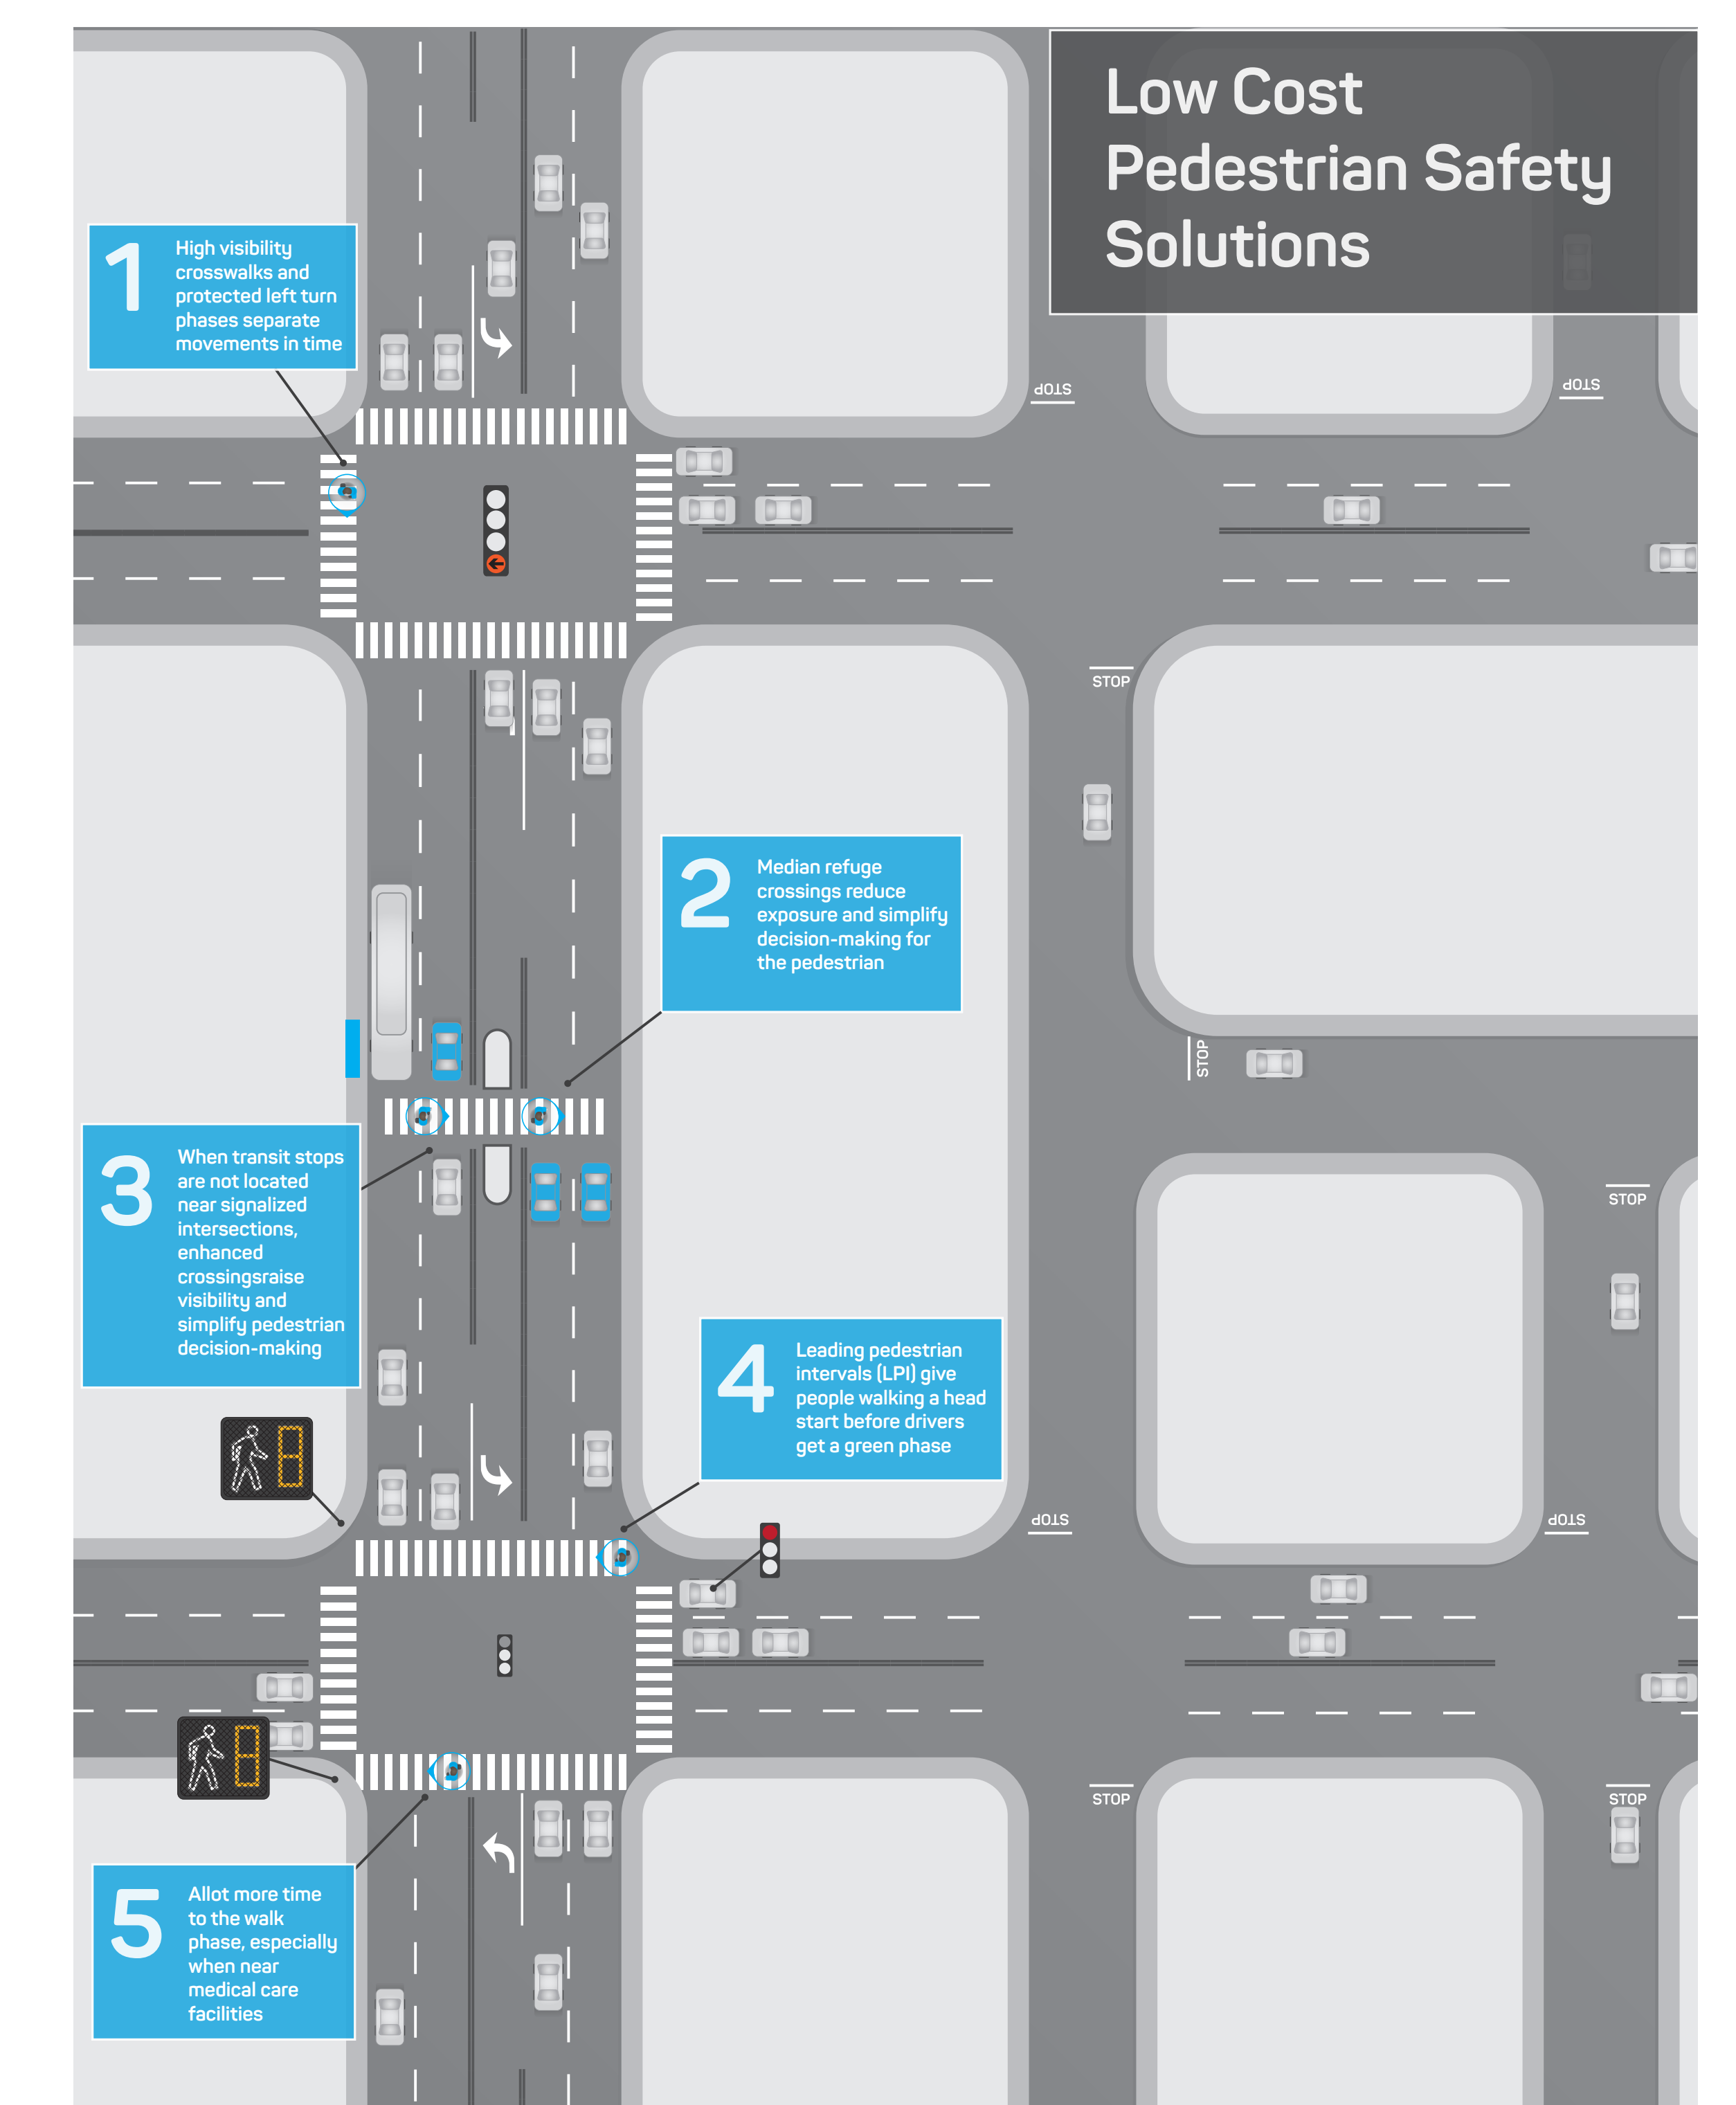 Low Cost
Pedestrian Safety
Solutions
1
High visibility
crosswalks and
protected left turn
phases separate
movements in time
STOP
STOP
STOP
2
Median refuge
crossings reduce
exposure and simplify
decision-making for
the pedestrian
STOP
3
When transit stops
are not located
near signalized
intersections,
enhanced
crossingsraise
visibility and
simplify pedestrian
decision-making
STOP
4
Leading pedestrian
intervals (LPI) give
people walking a head
start before drivers
get a green phase
8
STOP
STOP
8
STOP
STOP
5
Allot more time
to the walk
phase, especially
when near
medical care
facilities